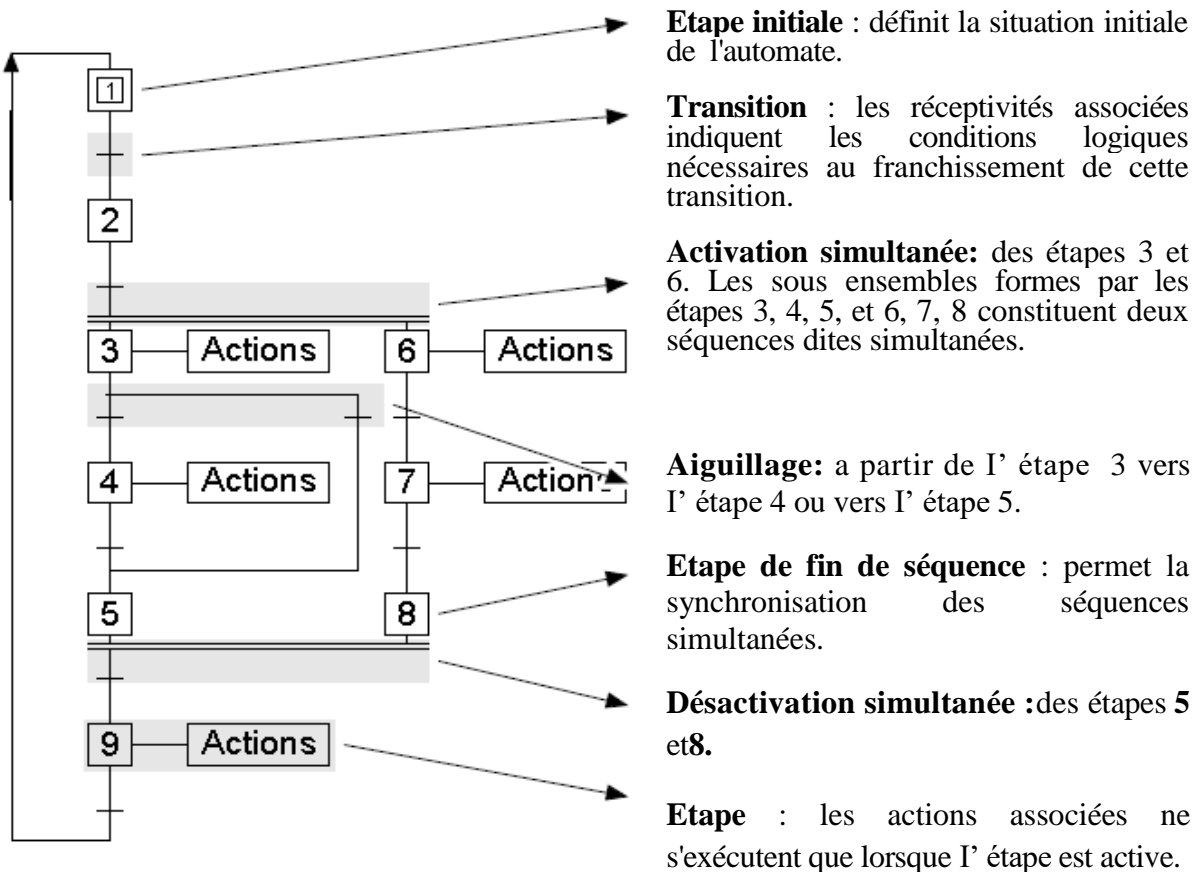 Etape initiale : définit la situation initiale
de l'automate.
1
Transition : les réceptivités associées
indiquent les conditions logiques
nécessaires au franchissement de cette
transition.
2
Activation simultanée: des étapes 3 et
6. Les sous ensembles formes par les
étapes 3, 4, 5, et 6, 7, 8 constituent deux
séquences dites simultanées.
3 Actions 6 Actions
Aiguillage: a partir de I’ étape 3 vers
I’ étape 4 ou vers I’ étape 5.
4 Actions 7 Actions
Etape de fin de séquence : permet la
synchronisation des séquences
simultanées.
5 8
Désactivation simultanée :des étapes 5
et8.
9 Actions
Etape : les actions associées ne
s'exécutent que lorsque I’ étape est active.